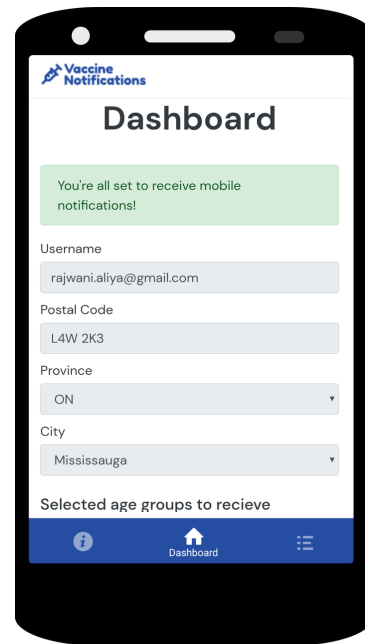 Vaccine
Notifications
Dashboard
You're all set to receive mobile
notifications!
Username
rajwani.aliya@gmail.com
Postal Code
L4W 2K3
Province
ON
City
Mississauga
Selected age groups to recieve
Dashboard